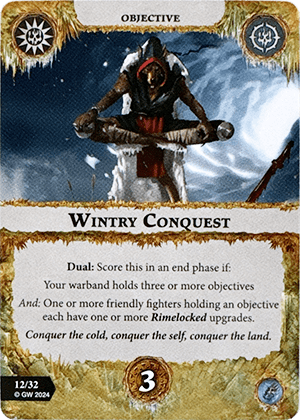 OBJECTIVE
WINTRY CONQUEST
Dual: Score this in an end phase if:
Your warband holds three or more objectives
And: One or more friendly fighters holding an objective
each have one or more Rimelocked upgrades.
Conquer the cold, conquer the self, conquer the land.
12/32
© GW 2024
3